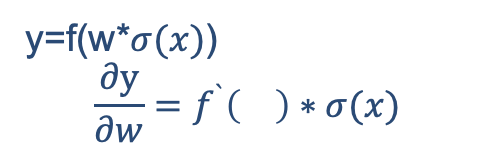 y=f(w*σ(x))
∂y/∂w = f`( ) * σ(x)